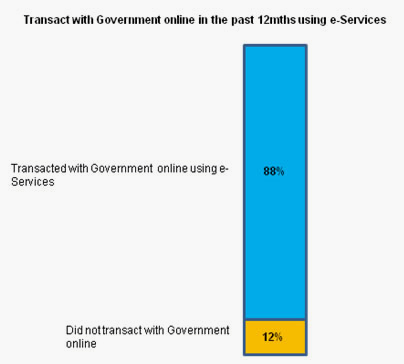 Transact with Government online in the past 12mths using e-Services
Transacted with Government online using e-
Services
88%
Did not transact with Government
online
12%